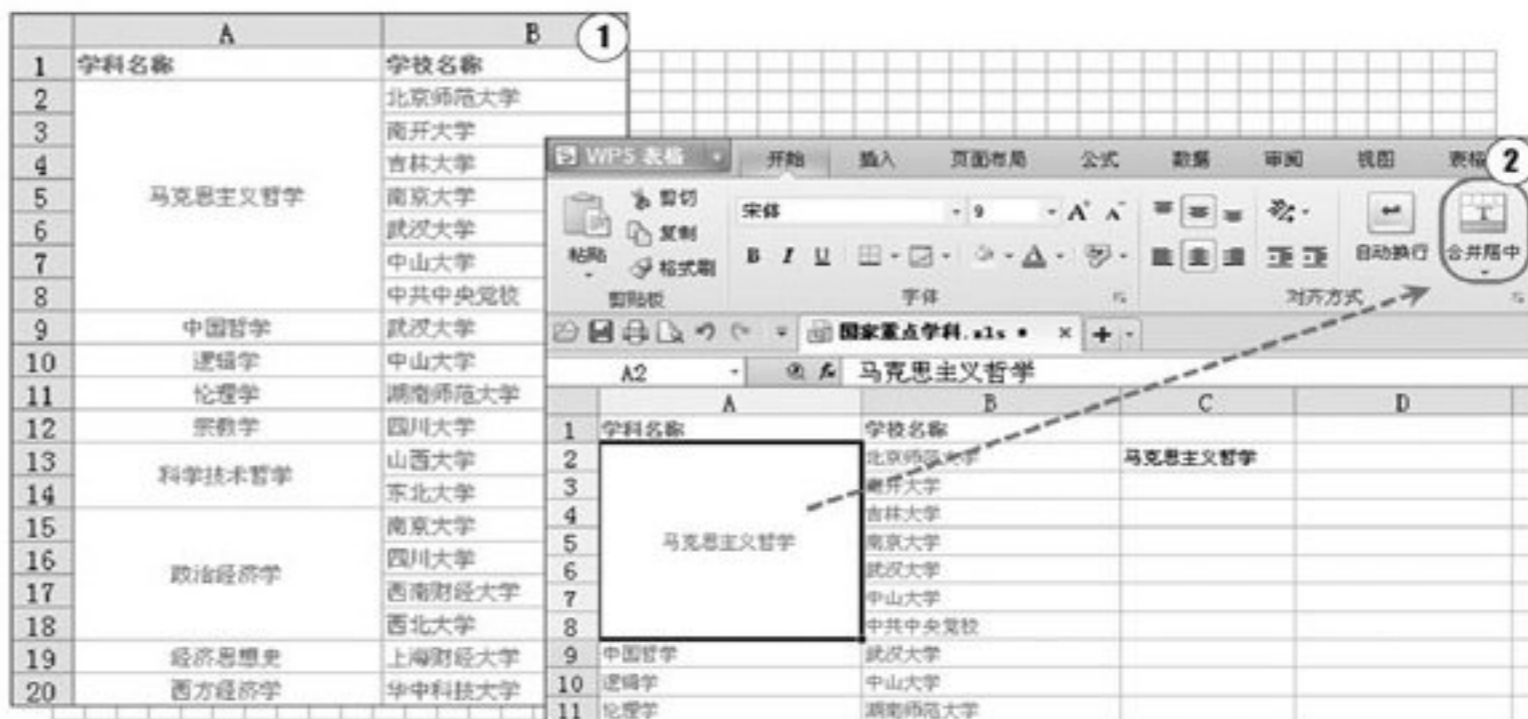 1
A B
1 学科名称 学校名称
2 北京师范大学
3 南开大学
4 吉林大学
5 马克思主义哲学 南京大学
6 武汉大学
7 中山大学
8 中共中央党校
9 中国哲学 武汉大学
10 逻辑学 中山大学
11 伦理学 湖南师范大学
12 宗教学 四川大学
13 科学技术哲学 山西大学
14 东北大学
15 南京大学
16 政治经济学 四川大学
17 西南财经大学
18 西北大学
19 经济思想史 上海财经大学
20 西方经济学 华中科技大学
2
WPS 表格 开始 插入 页面布局 公式 数据 审阅 视图 表格
粘贴 剪切 复制 格式刷
宋体 9 A+ A-
B I U A 自动换行 合并居中
剪贴板 字体 对齐方式
国家重点学科.xls
A2 fx 马克思主义哲学
A B C D
1 学科名称 学校名称
2 北京师范大学 马克思主义哲学
3 南开大学
4 吉林大学
5 马克思主义哲学 南京大学
6 武汉大学
7 中山大学
8 中共中央党校
9 中国哲学 武汉大学
10 逻辑学 中山大学
11 伦理学 湖南师范大学